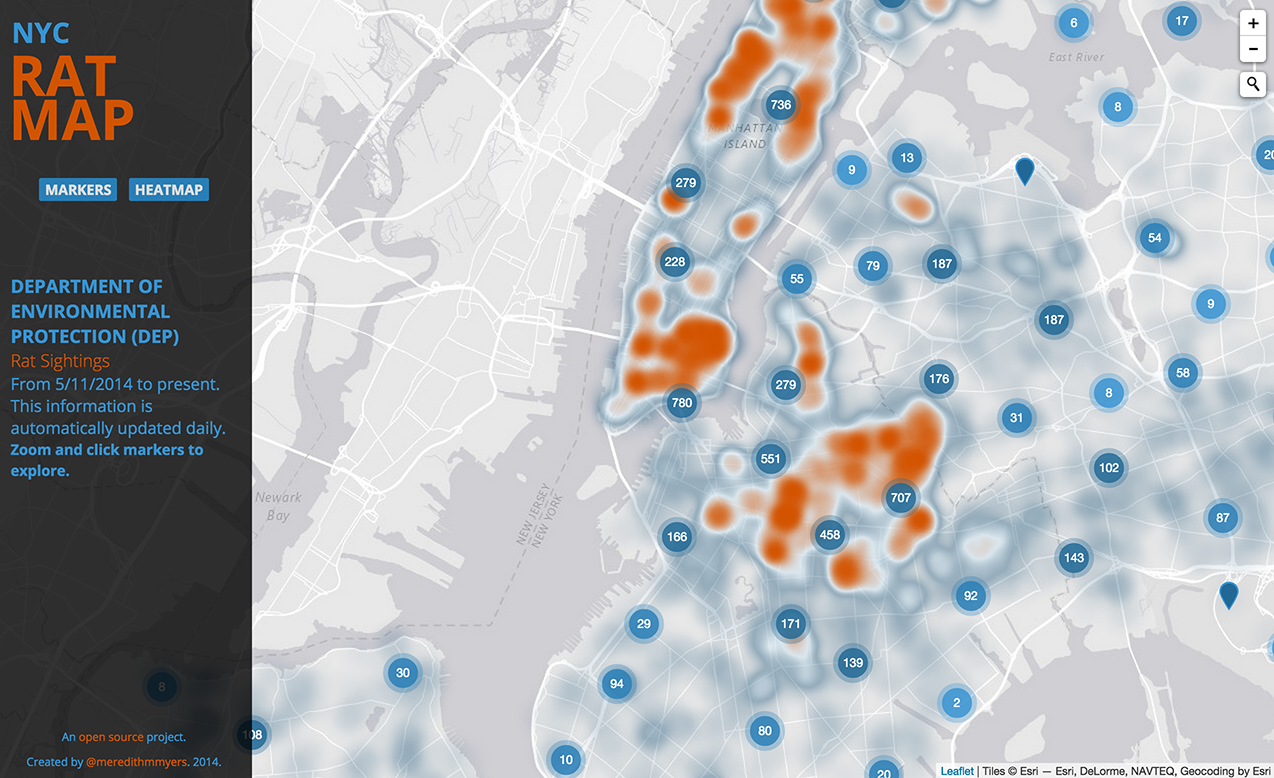 NYC
RAT
MAP
MARKERS HEATMAP
DEPARTMENT OF
ENVIRONMENTAL
PROTECTION (DEP)
Rat Sightings
From 5/11/2014 to present.
This information is
automatically updated daily.
Zoom and click markers to
explore.
An open source project.
Created by @meredithmmyers. 2014.
6
17
+
−
East River
8
736
MANHATTAN
ISLAND
13
9
279
54
228
55
79
187
9
187
780
279
176
58
8
31
551
102
707
Newark
Bay
NEW JERSEY
NEW YORK
87
166
458
143
92
29
171
139
30
94
8
2
108
80
10
20
Leaflet | Tiles © Esri — Esri, DeLorme, NAVTEQ, Geocoding by Esri